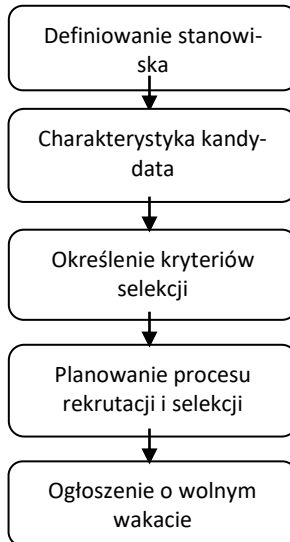 Definiowanie stanowi-
ska
Charakterystyka kandy-
data
Określenie kryteriów
selekcji
Planowanie procesu
rekrutacji i selekcji
Ogłoszenie o wolnym
wakacie